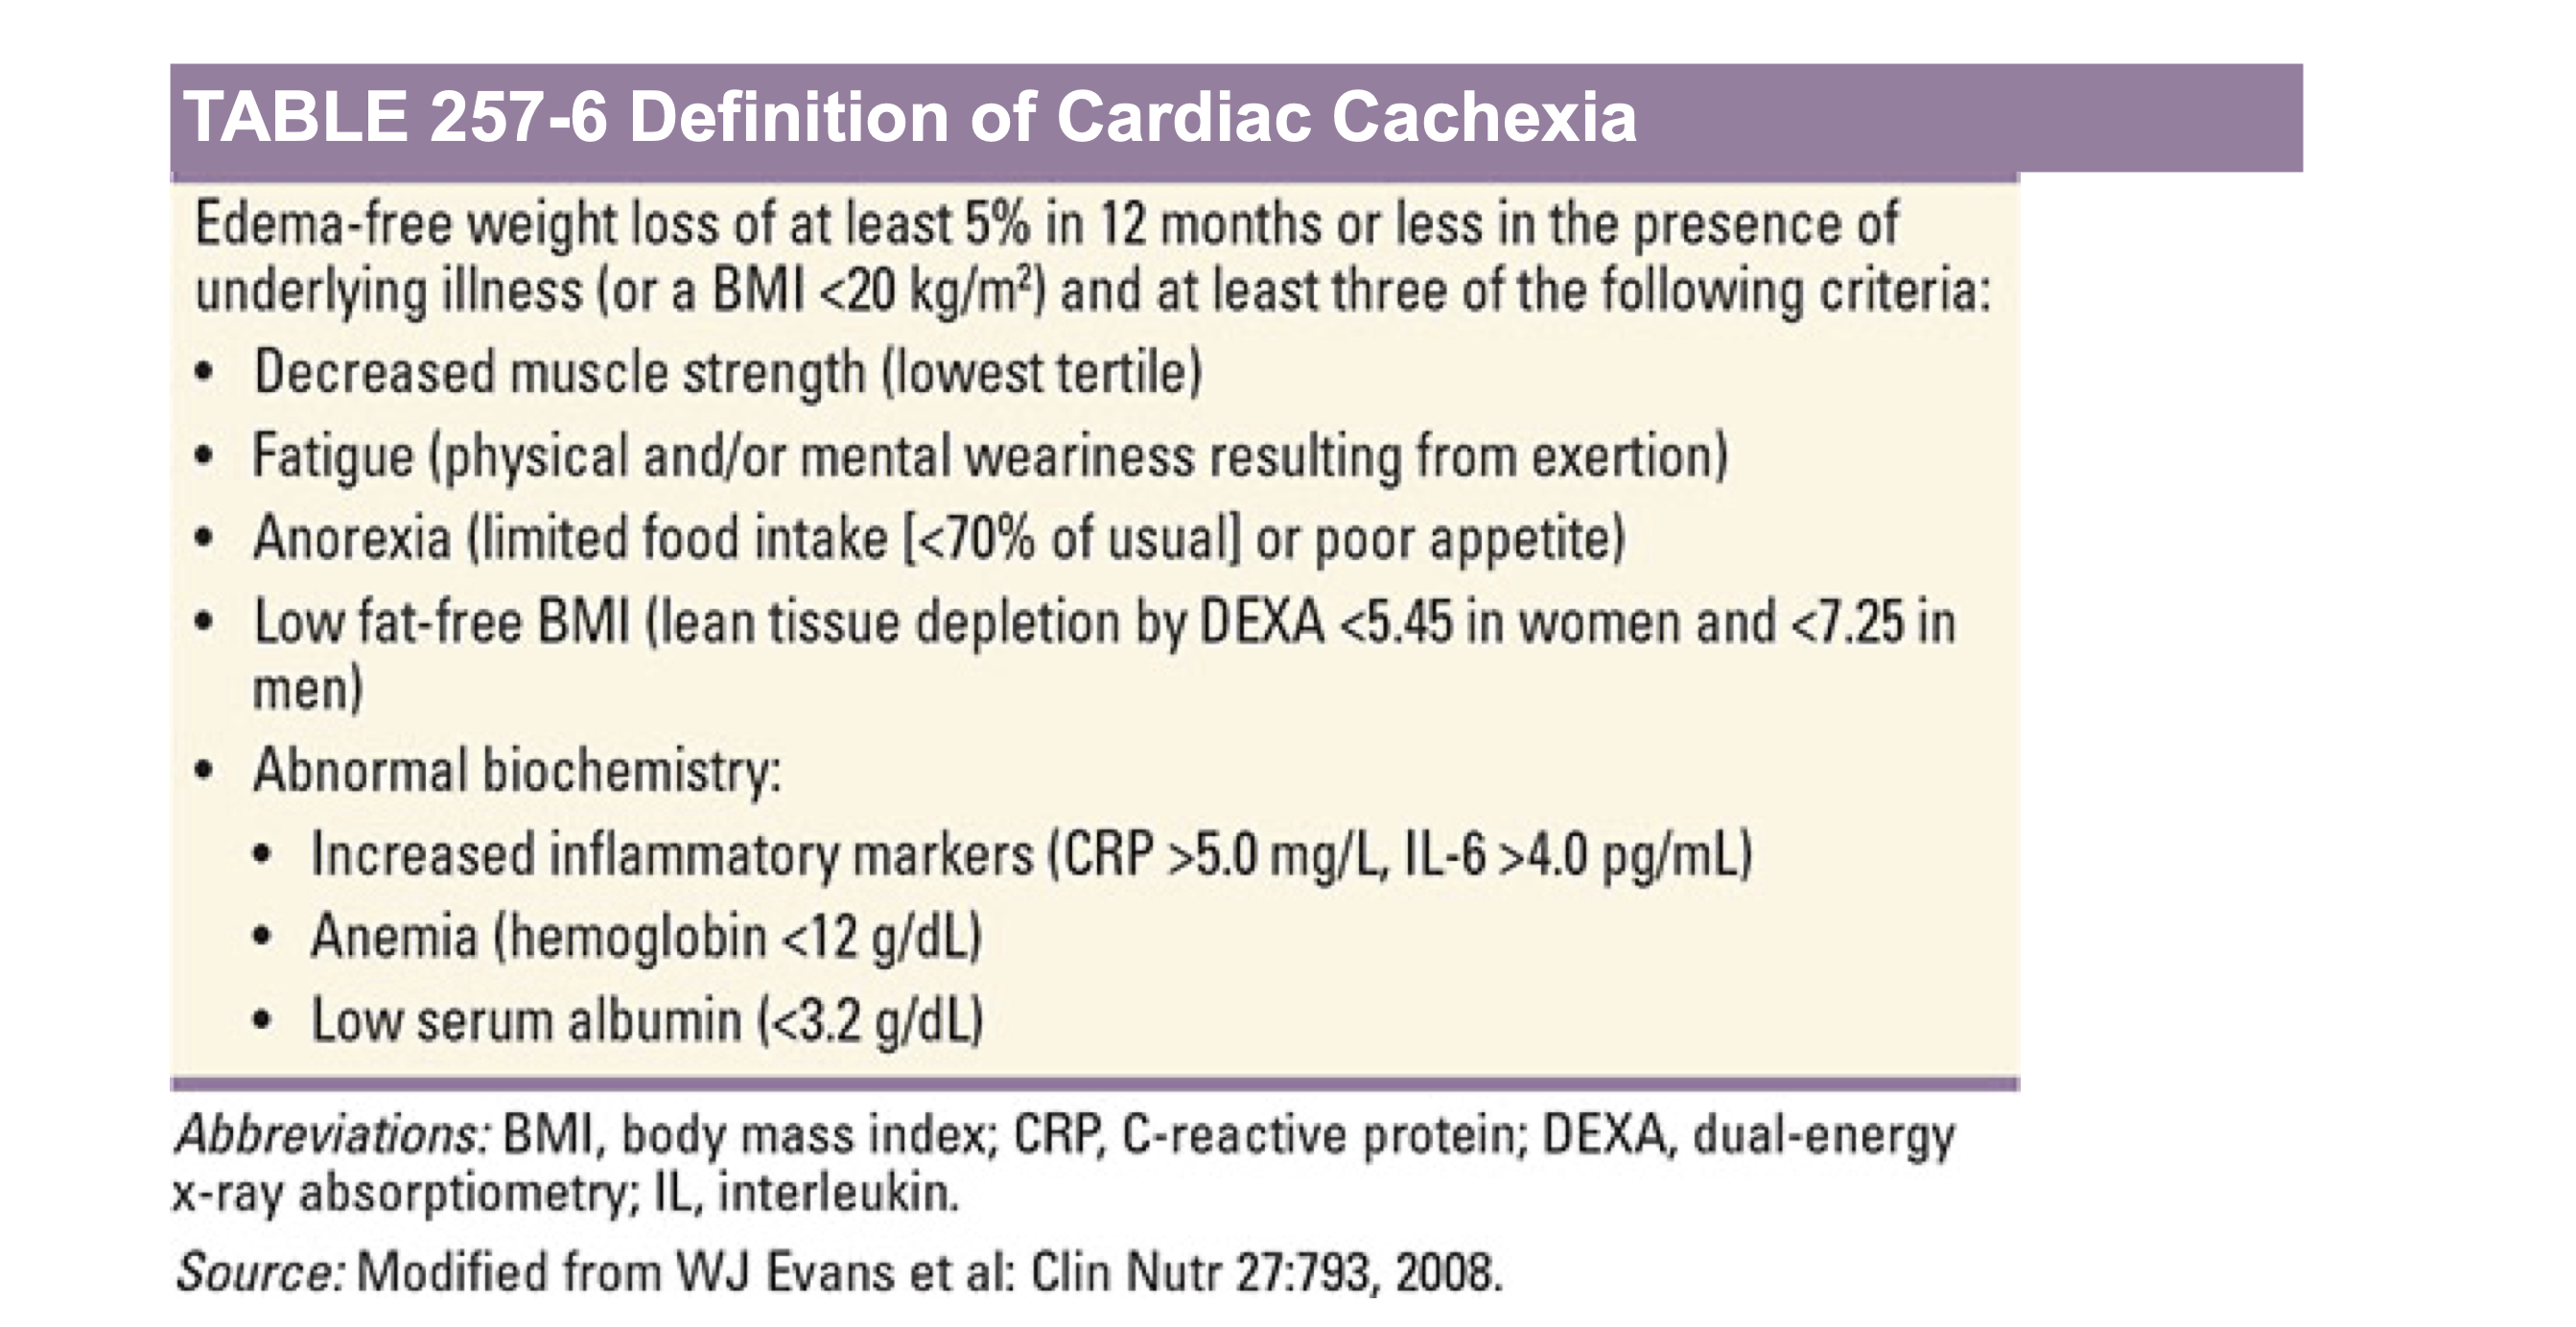 TABLE 257-6 Definition of Cardiac Cachexia
Edema-free weight loss of at least 5% in 12 months or less in the presence of
underlying illness (or a BMI <20 kg/m²) and at least three of the following criteria:
• Decreased muscle strength (lowest tertile)
• Fatigue (physical and/or mental weariness resulting from exertion)
• Anorexia (limited food intake [<70% of usual] or poor appetite)
• Low fat-free BMI (lean tissue depletion by DEXA <5.45 in women and <7.25 in
men)
• Abnormal biochemistry:
• Increased inflammatory markers (CRP >5.0 mg/L, IL-6 >4.0 pg/mL)
• Anemia (hemoglobin <12 g/dL)
• Low serum albumin (<3.2 g/dL)
Abbreviations: BMI, body mass index; CRP, C-reactive protein; DEXA, dual-energy
x-ray absorptiometry; IL, interleukin.
Source: Modified from WJ Evans et al: Clin Nutr 27:793, 2008.